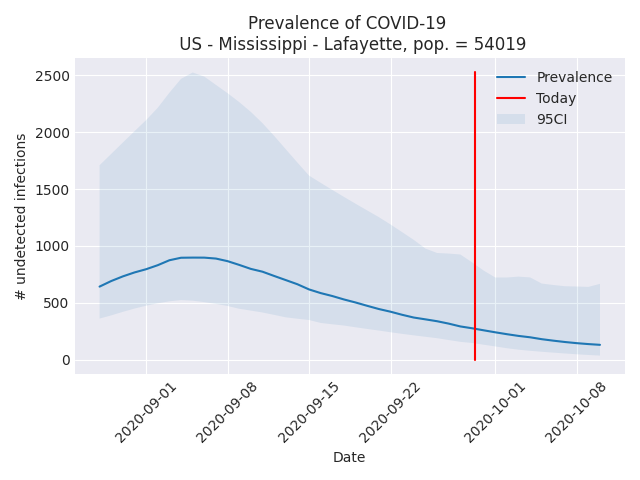 Prevalence of COVID-19
US - Mississippi - Lafayette, pop. = 54019
Prevalence
Today
95CI
# undetected infections
2500
2000
1500
1000
500
0
2020-09-01
2020-09-08
2020-09-15
2020-09-22
2020-10-01
2020-10-08
Date